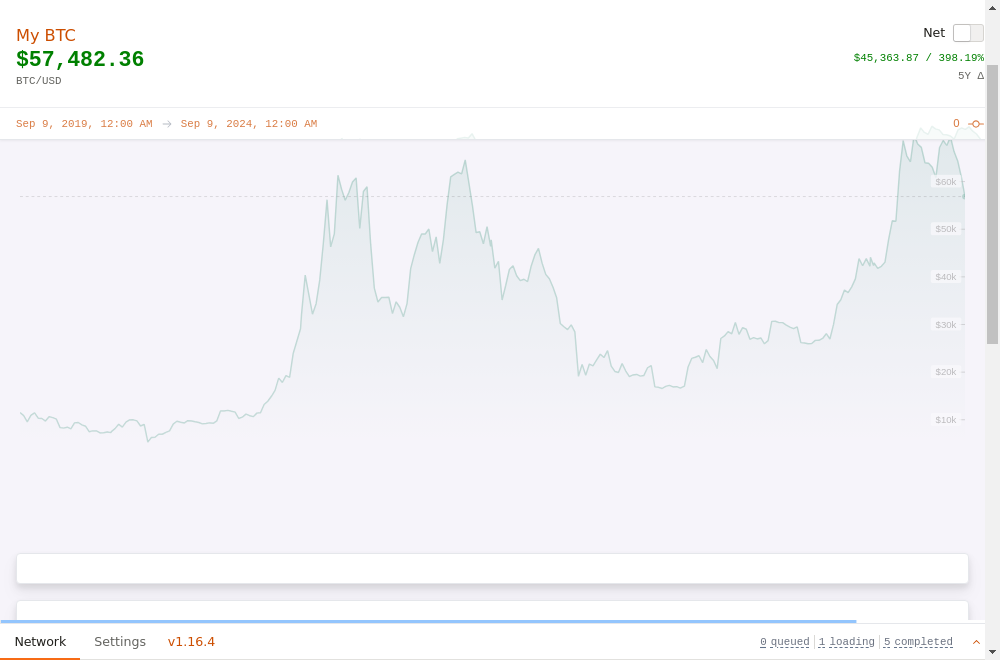 My BTC
Net
$57,482.36
$45,363.87 / 398.19%
BTC/USD
5Y Δ
Sep 9, 2019, 12:00 AM → Sep 9, 2024, 12:00 AM
0
$60k
$50k
$40k
$30k
$20k
$10k
Network Settings v1.16.4 0 queued 1 loading 5 completed